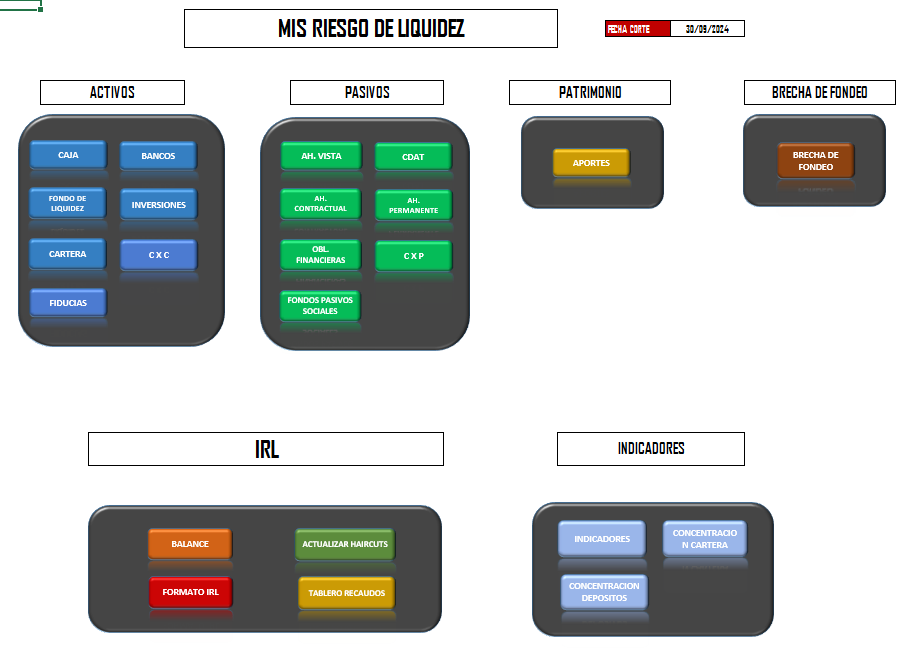 MIS RIESGO DE LIQUIDEZ
FECHA CORTE 30/09/2024
ACTIVOS
PASIVOS
PATRIMONIO
BRECHA DE FONDEO
CAJA
BANCOS
FONDO DE
LIQUIDEZ
INVERSIONES
CARTERA
C X C
FIDUCIAS
AH. VISTA
CDAT
AH.
CONTRACTUAL
AH.
PERMANENTE
OBL.
FINANCIERAS
C X P
FONDOS PASIVOS
SOCIALES
APORTES
BRECHA DE
FONDEO
IRL
INDICADORES
BALANCE
ACTUALIZAR HAIRCUTS
FORMATO IRL
TABLERO RECAUDOS
INDICADORES
CONCENTRACIO
N CARTERA
CONCENTRACION
DEPOSITOS